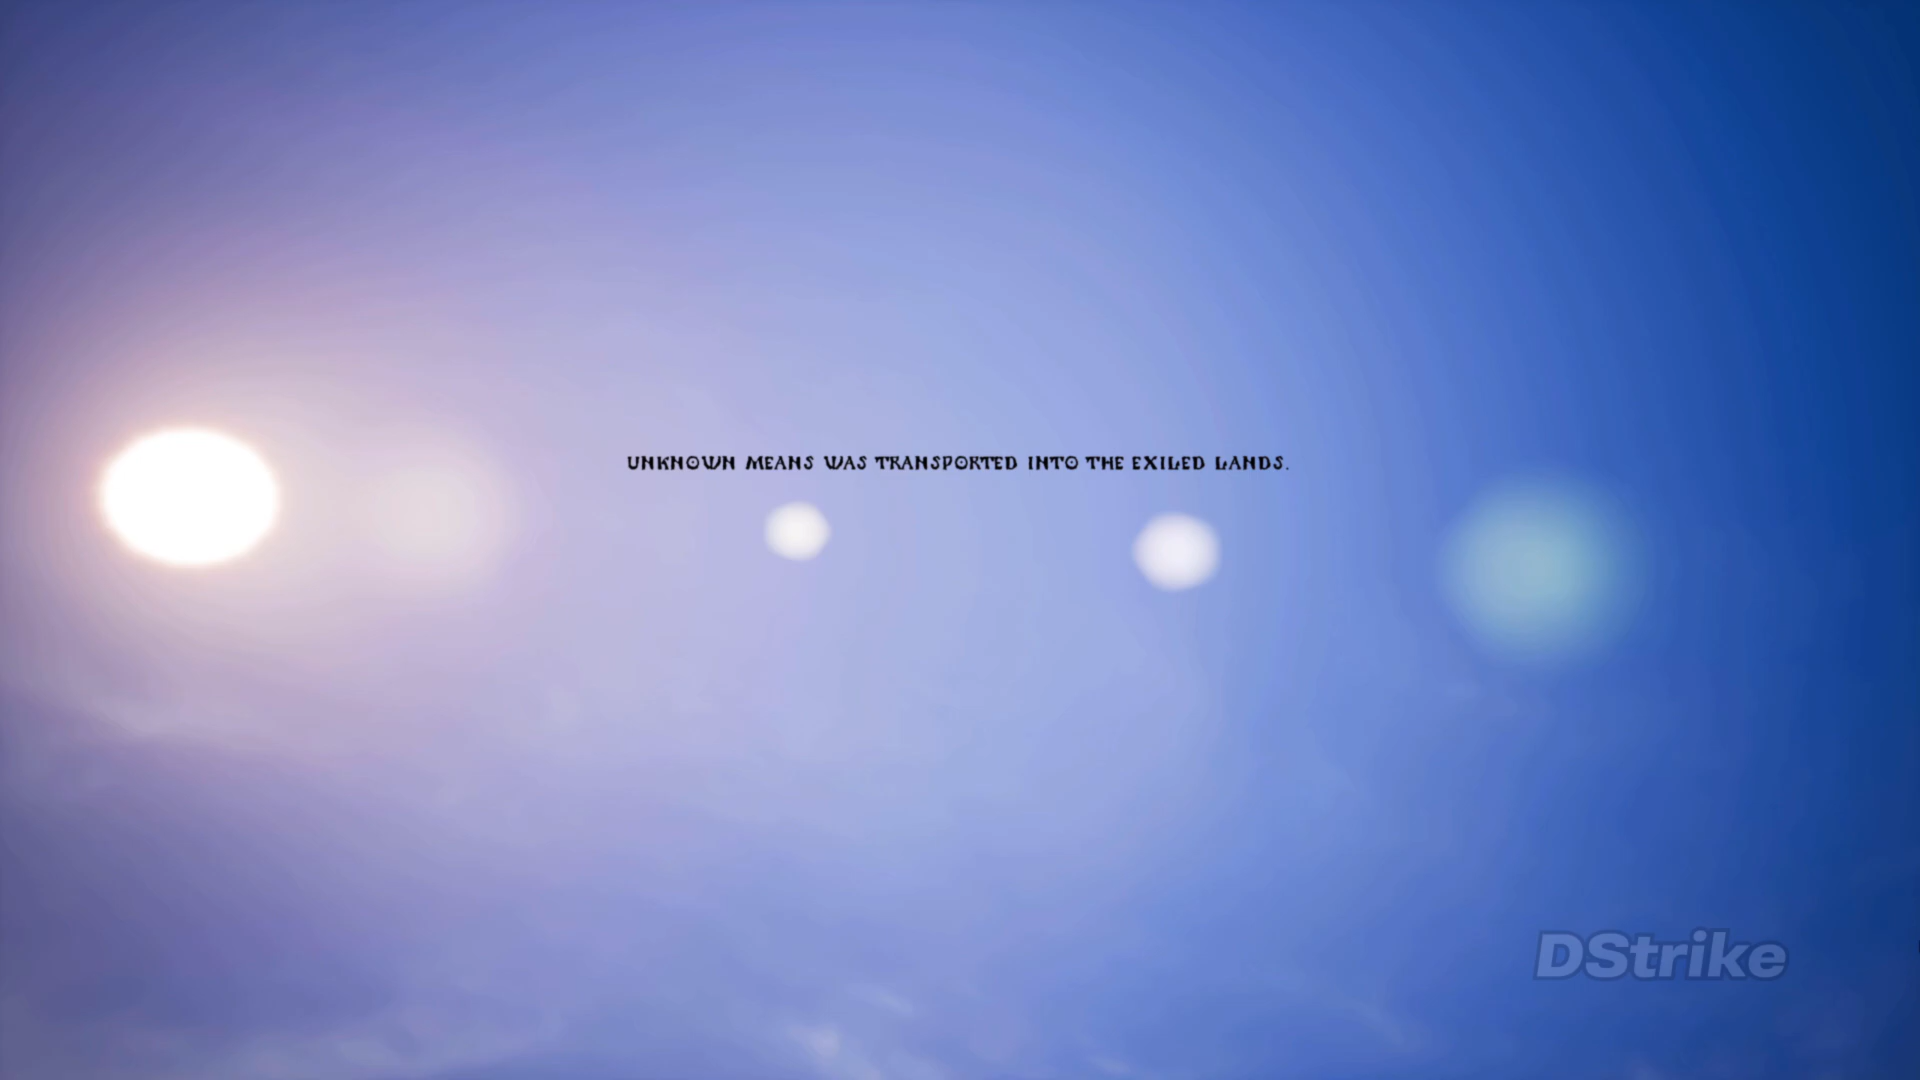 UNKNOWN MEANS WAS TRANSPORTED INTO THE EXILED LANDS.
DStrike